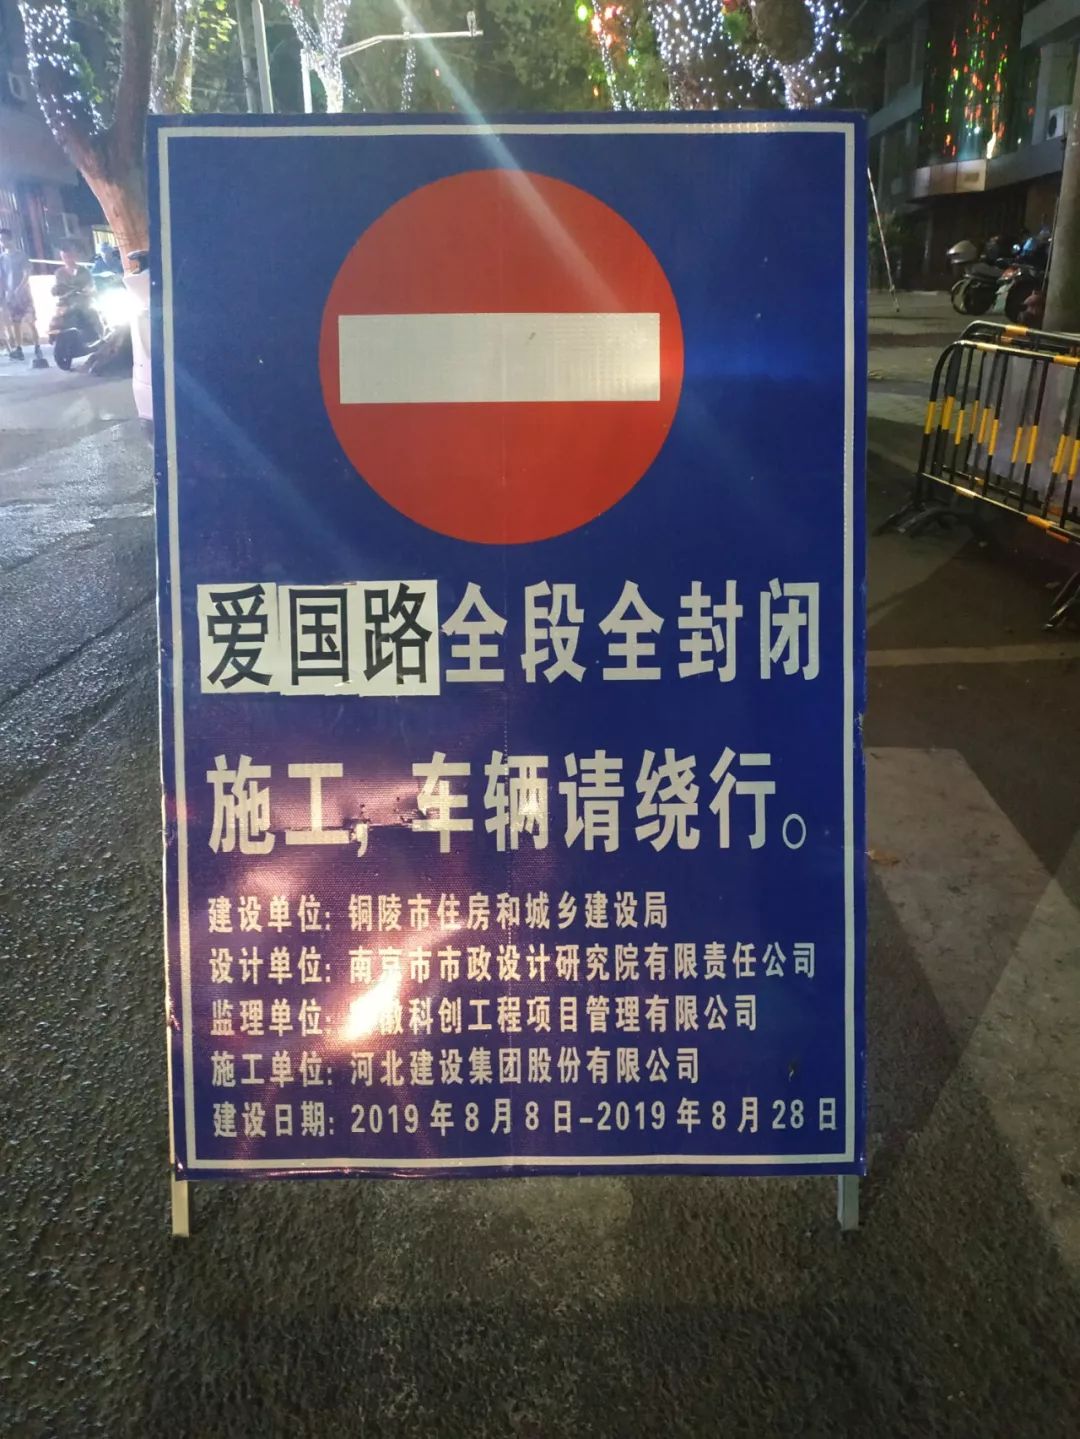 爱国路全段全封闭
施工，车辆请绕行。
建设单位：铜陵市住房和城乡建设局
设计单位：南京市市政设计研究院有限责任公司
监理单位：徽科创工程项目管理有限公司
施工单位：河北建设集团股份有限公司
建设日期：2019年8月8日-2019年8月28日